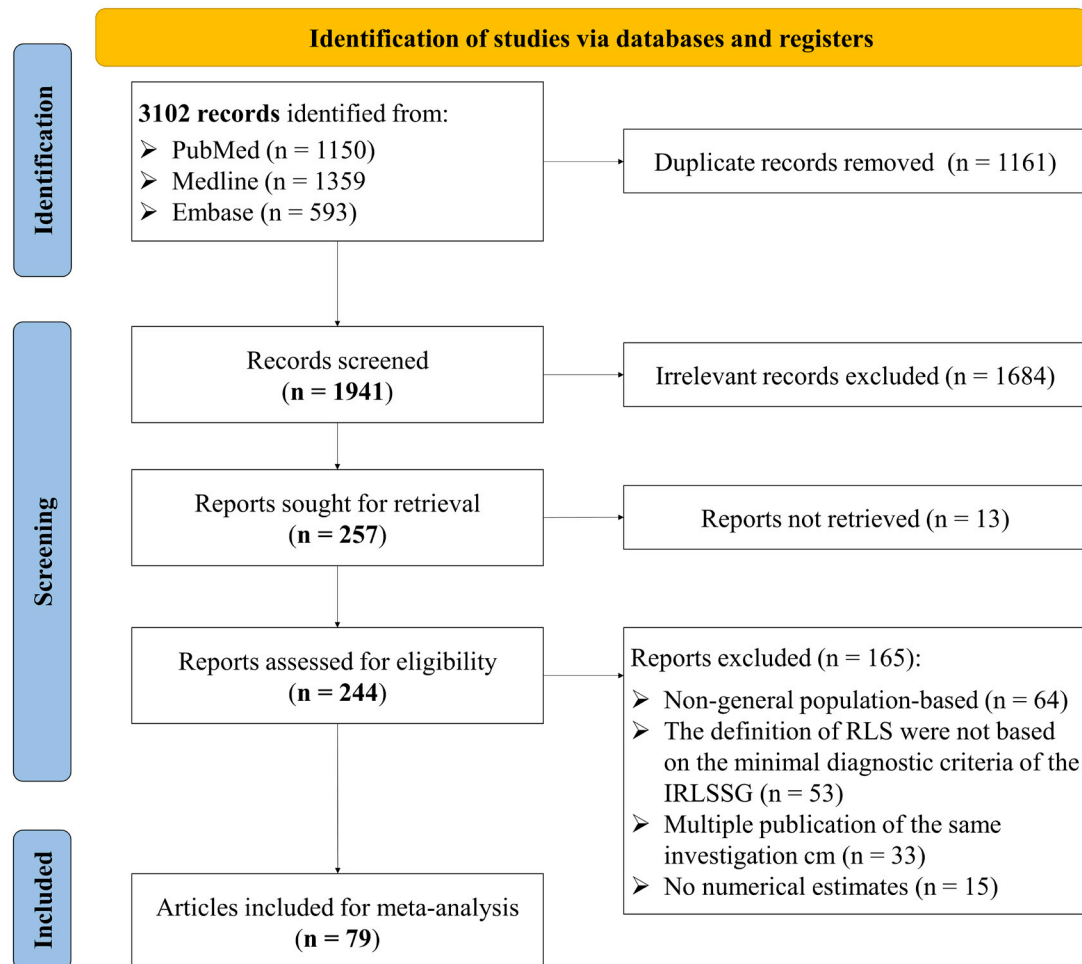 Identification of studies via databases and registers
Identification
3102 records identified from:
➢ PubMed (n = 1150)
➢ Medline (n = 1359
➢ Embase (n = 593)
Duplicate records removed (n = 1161)
Screening
Records screened
(n = 1941)
Irrelevant records excluded (n = 1684)
Reports sought for retrieval
(n = 257)
Reports not retrieved (n = 13)
Reports assessed for eligibility
(n = 244)
Reports excluded (n = 165):
➢ Non-general population-based (n = 64)
➢ The definition of RLS were not based
on the minimal diagnostic criteria of the
IRLSSG (n = 53)
➢ Multiple publication of the same
investigation cm (n = 33)
➢ No numerical estimates (n = 15)
Included
Articles included for meta-analysis
(n = 79)